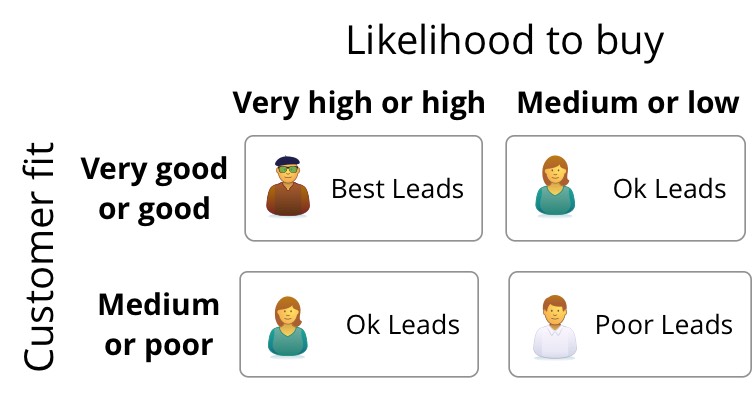 Likelihood to buy
Very high or high
Medium or low
Customer fit
Very good
or good
Best Leads
Ok Leads
Medium
or poor
Ok Leads
Poor Leads